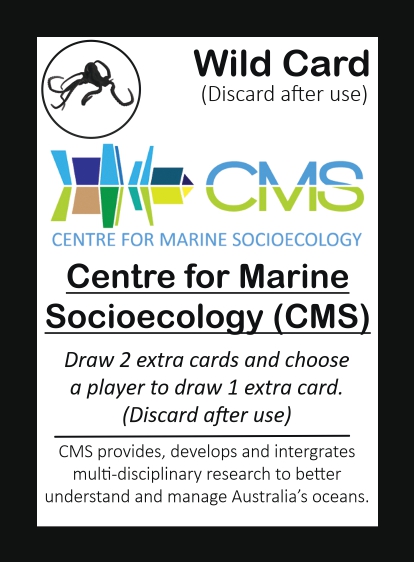 Wild Card
(Discard after use)
CMS
CENTRE FOR MARINE SOCIOECOLOGY
Centre for Marine
Socioecology (CMS)
Draw 2 extra cards and choose
a player to draw 1 extra card.
(Discard after use)
CMS provides, develops and intergrates
multi-disciplinary research to better
understand and manage Australia's oceans.